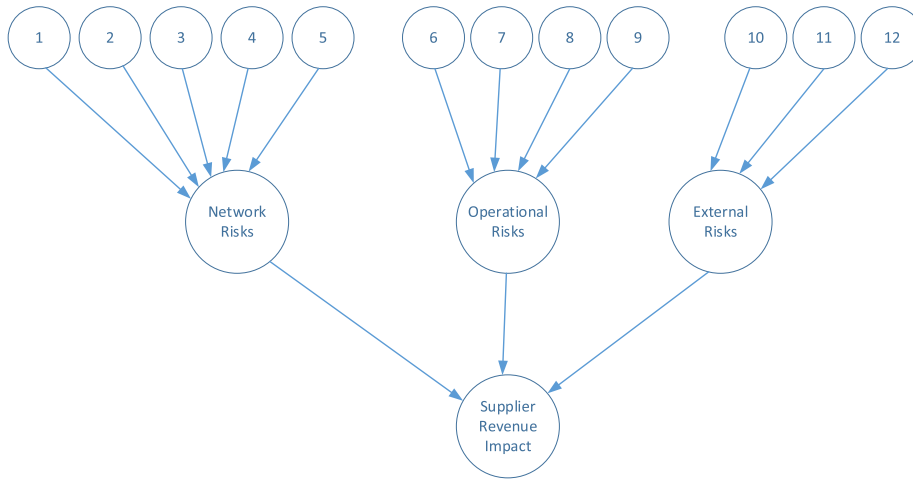 1
2
3
4
5
6
7
8
9
10
11
12
Network
Risks
Operational
Risks
External
Risks
Supplier
Revenue
Impact